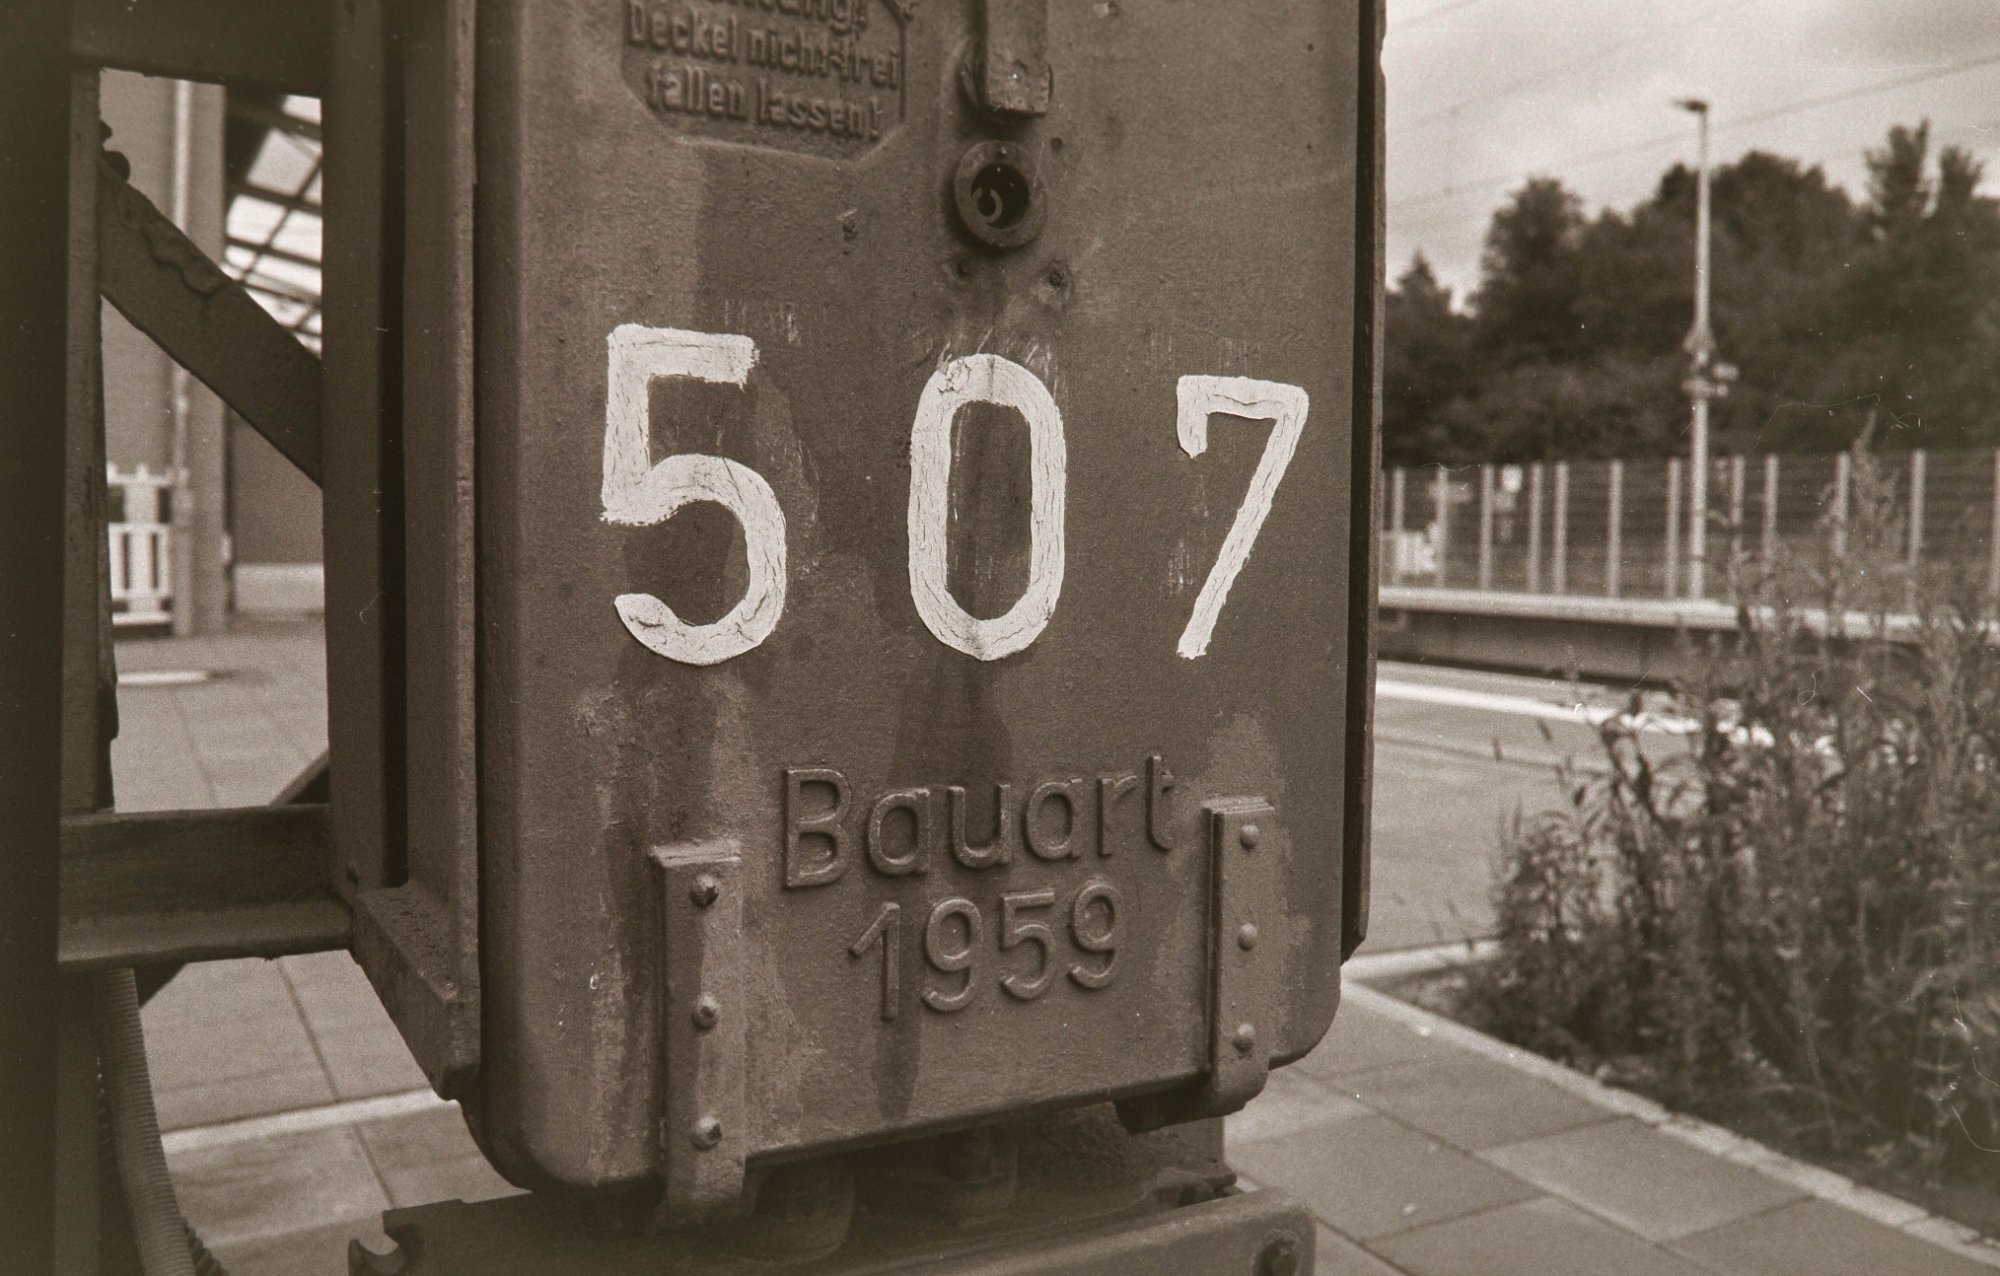 Deckel nicht frei
fallen lassen!
507
Bauart
1959